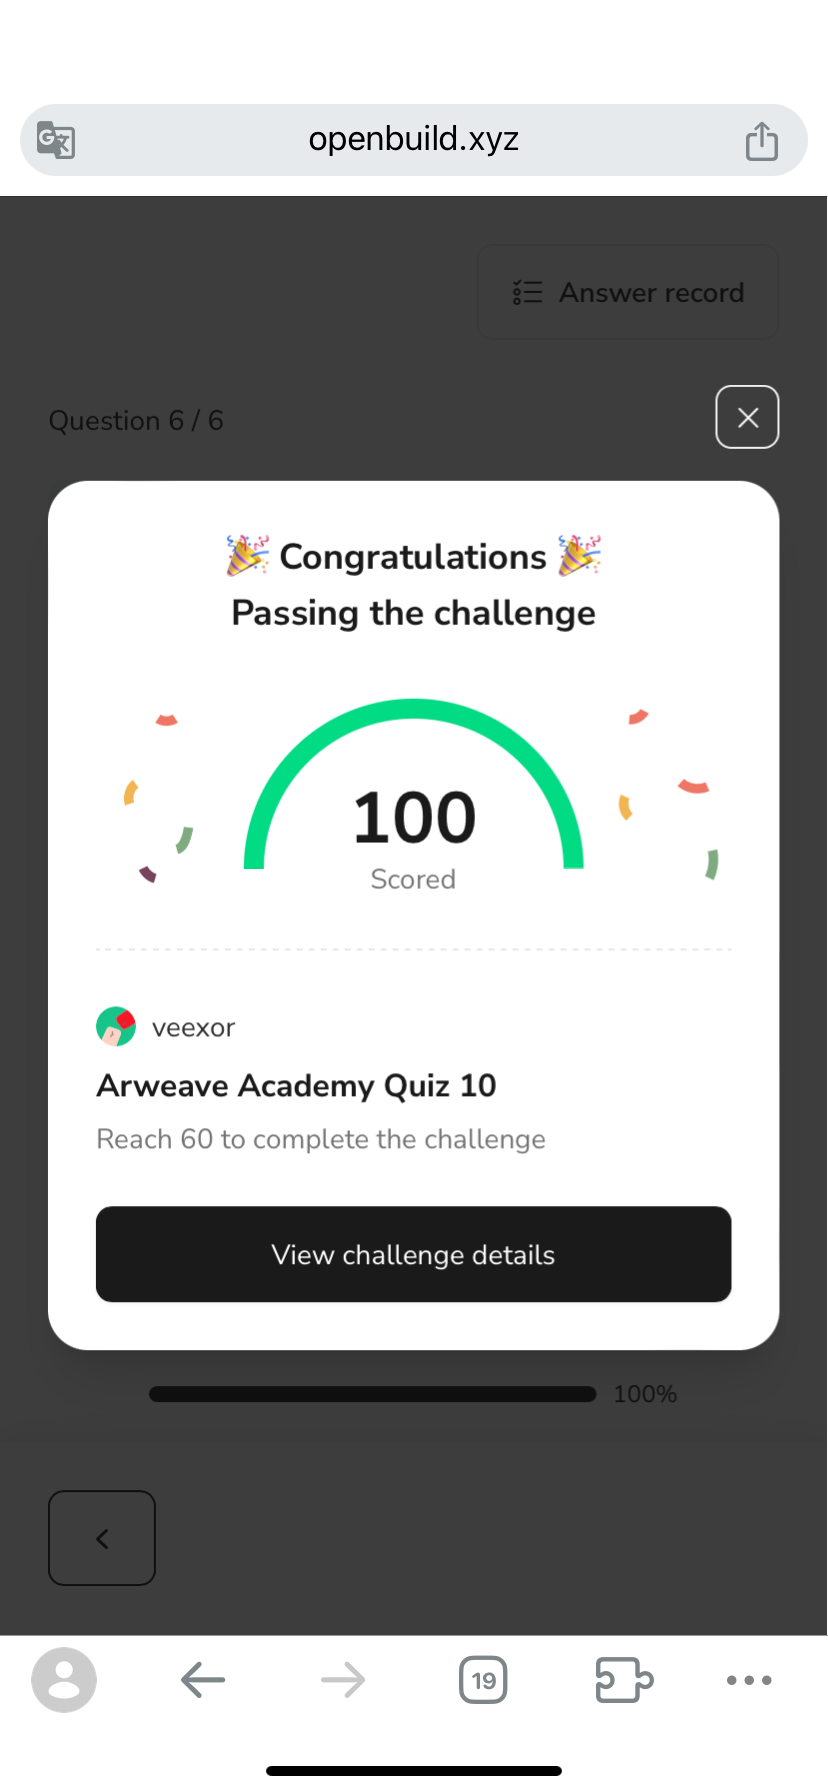 openbuild.xyz
Answer record
Question 6 / 6
🎉 Congratulations 🎉
Passing the challenge
100
Scored
veexor
Arweave Academy Quiz 10
Reach 60 to complete the challenge
View challenge details
100%
19